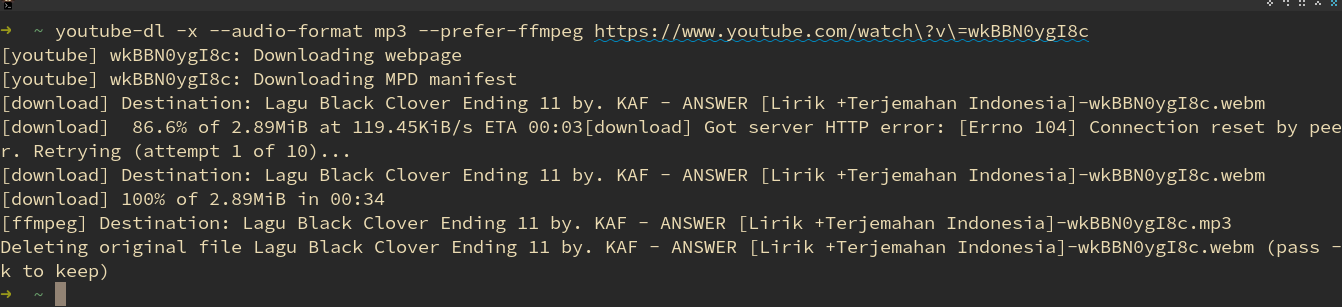 ➜  ~ youtube-dl -x --audio-format mp3 --prefer-ffmpeg https://www.youtube.com/watch\?v\=wkBBN0ygI8c
[youtube] wkBBN0ygI8c: Downloading webpage
[youtube] wkBBN0ygI8c: Downloading MPD manifest
[download] Destination: Lagu Black Clover Ending 11 by. KAF - ANSWER [Lirik +Terjemahan Indonesia]-wkBBN0ygI8c.webm
[download]  86.6% of 2.89MiB at 119.45KiB/s ETA 00:03[download] Got server HTTP error: [Errno 104] Connection reset by pee
r. Retrying (attempt 1 of 10)...
[download] Destination: Lagu Black Clover Ending 11 by. KAF - ANSWER [Lirik +Terjemahan Indonesia]-wkBBN0ygI8c.webm
[download] 100% of 2.89MiB in 00:34
[ffmpeg] Destination: Lagu Black Clover Ending 11 by. KAF - ANSWER [Lirik +Terjemahan Indonesia]-wkBBN0ygI8c.mp3
Deleting original file Lagu Black Clover Ending 11 by. KAF - ANSWER [Lirik +Terjemahan Indonesia]-wkBBN0ygI8c.webm (pass -
k to keep)
➜  ~